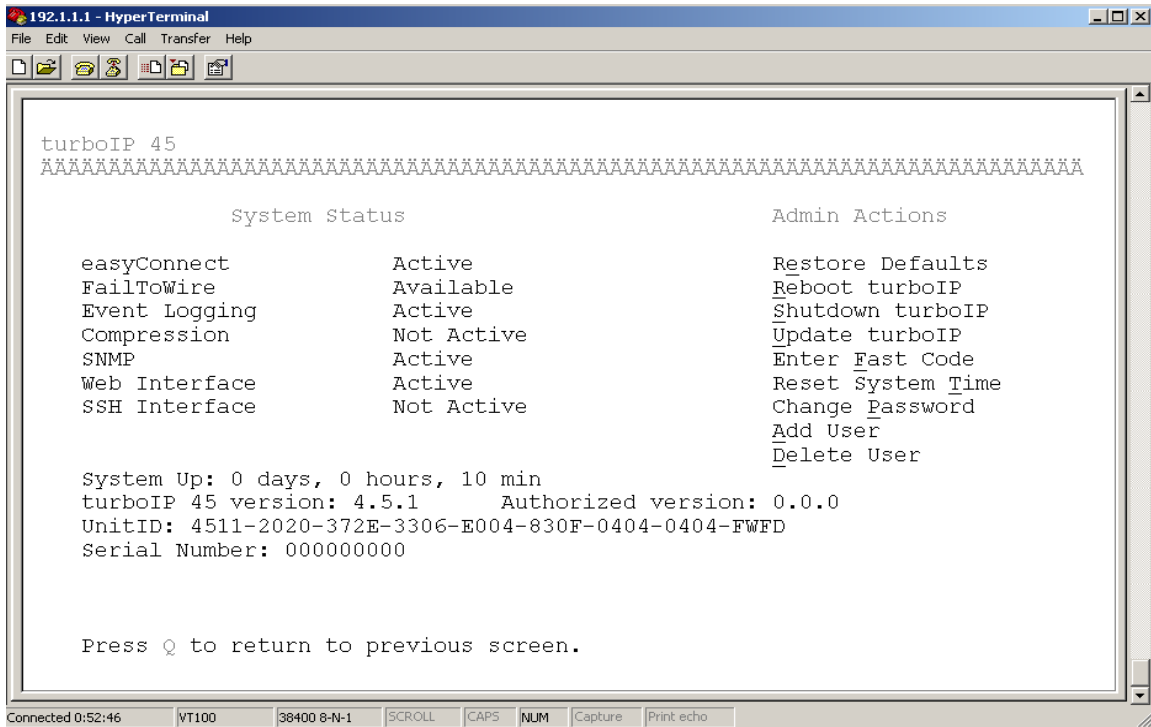 192.1.1.1 - HyperTerminal
File Edit View Call Transfer Help
turboIP 45
ÄÄÄÄÄÄÄÄÄÄÄÄÄÄÄÄÄÄÄÄÄÄÄÄÄÄÄÄÄÄÄÄÄÄÄÄÄÄÄÄÄÄÄÄÄÄÄÄÄÄÄÄÄÄÄÄÄÄÄÄÄÄÄÄÄÄÄÄÄÄÄÄÄÄÄÄÄ
System Status Admin Actions
easyConnect Active Restore Defaults
FailToWire Available Reboot turboIP
Event Logging Active Shutdown turboIP
Compression Not Active Update turboIP
SNMP Active Enter Fast Code
Web Interface Active Reset System Time
SSH Interface Not Active Change Password
Add User
Delete User
System Up: 0 days, 0 hours, 10 min
turboIP 45 version: 4.5.1 Authorized version: 0.0.0
UnitID: 4511-2020-372E-3306-E004-830F-0404-0404-FWFD
Serial Number: 000000000
Press Q to return to previous screen.
Connected 0:52:46 VT100 38400 8-N-1 SCROLL CAPS NUM Capture Print echo